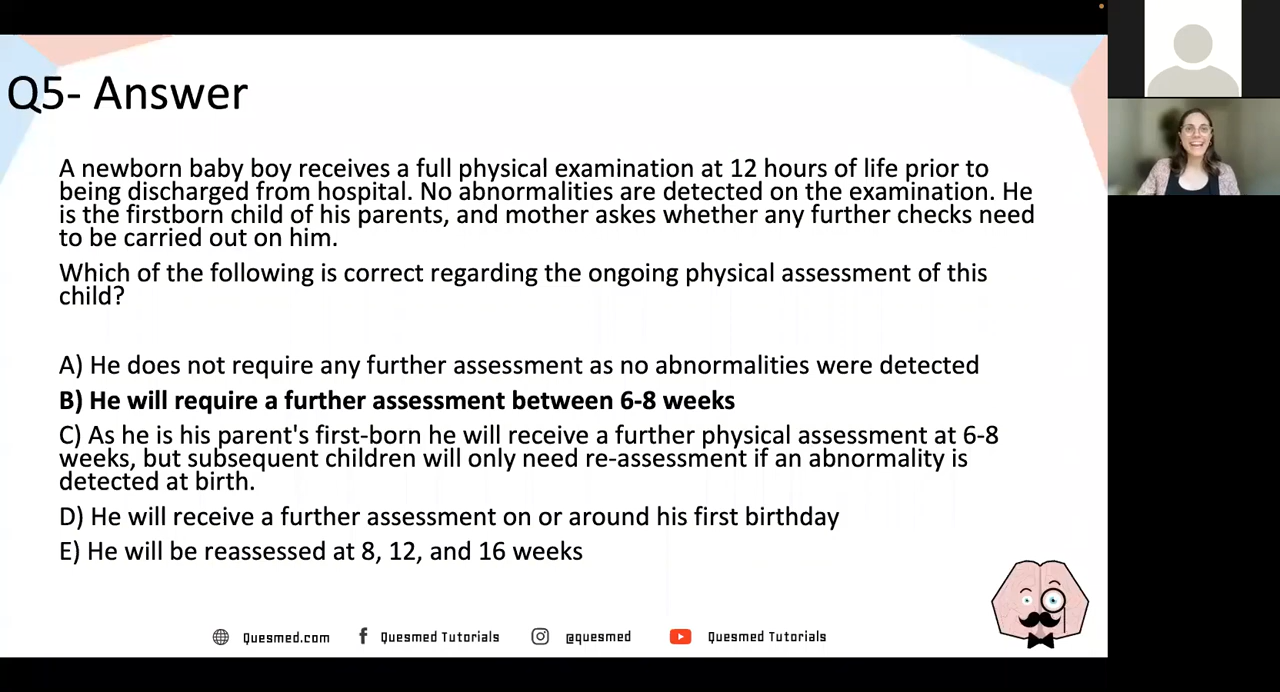 Q5- Answer
A newborn baby boy receives a full physical examination at 12 hours of life prior to
being discharged from hospital. No abnormalities are detected on the examination. He
is the firstborn child of his parents, and mother askes whether any further checks need
to be carried out on him.
Which of the following is correct regarding the ongoing physical assessment of this
child?
A) He does not require any further assessment as no abnormalities were detected
B) He will require a further assessment between 6-8 weeks
C) As he is his parent's first-born he will receive a further physical assessment at 6-8
weeks, but subsequent children will only need re-assessment if an abnormality is
detected at birth.
D) He will receive a further assessment on or around his first birthday
E) He will be reassessed at 8, 12, and 16 weeks
Quesmed.com Quesmed Tutorials @quesmed Quesmed Tutorials